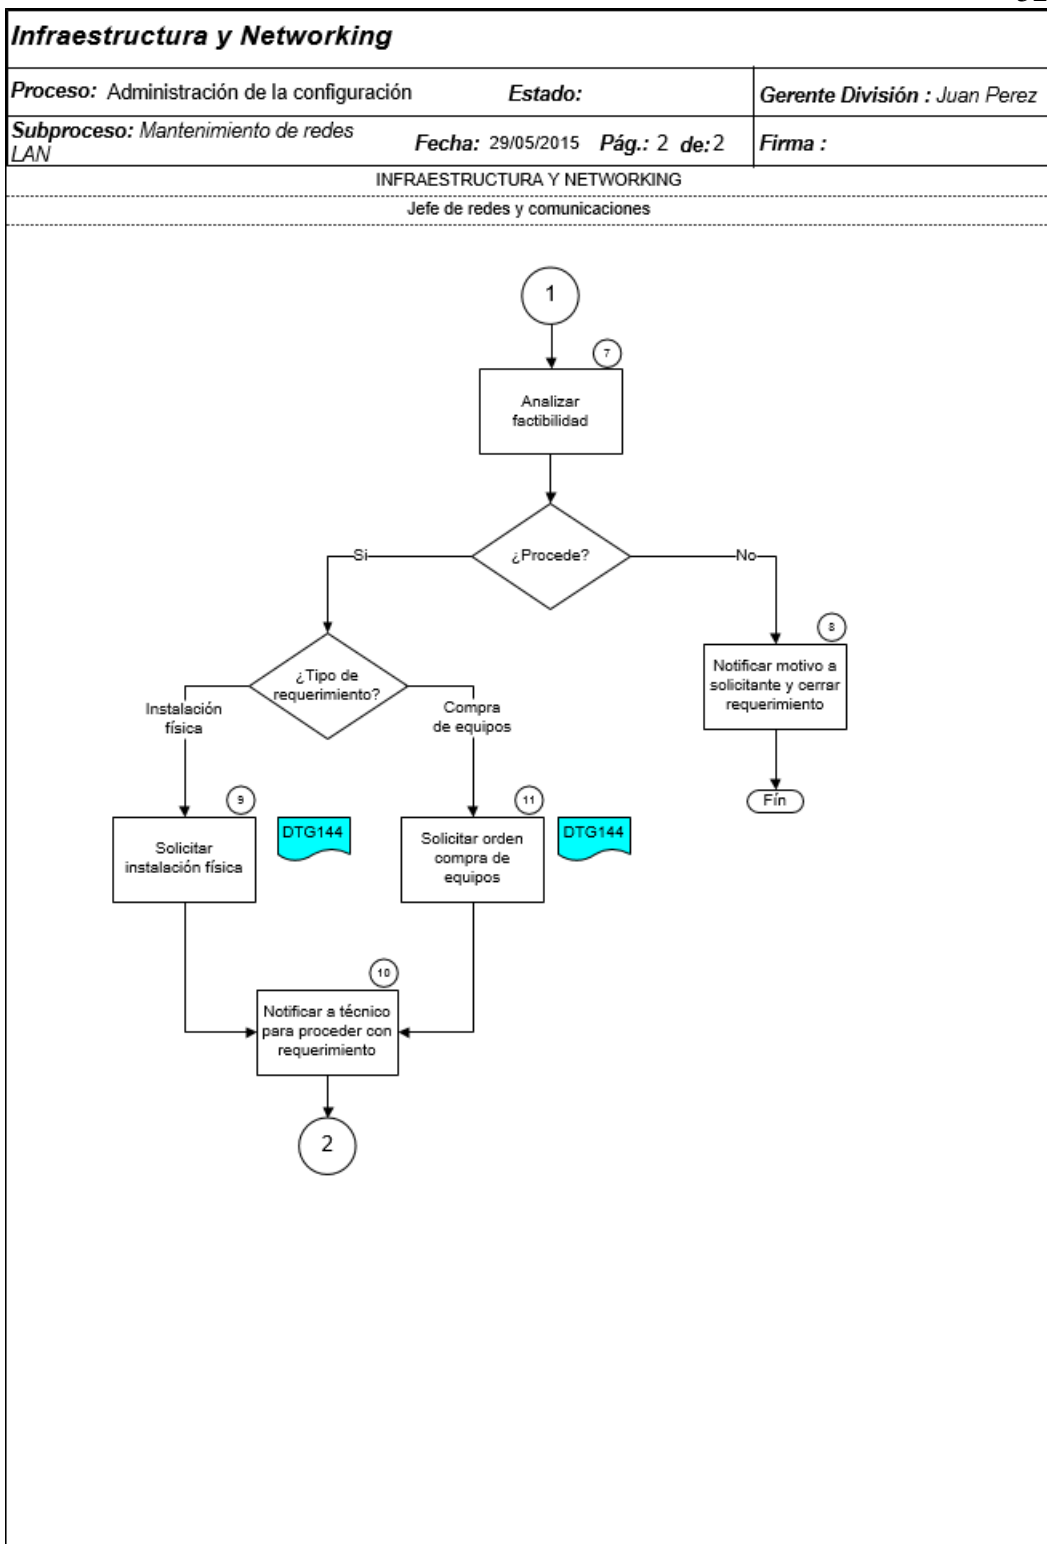 Infraestructura y Networking
Proceso: Administración de la configuración Estado: Gerente División : Juan Perez
Subproceso: Mantenimiento de redes
LAN Fecha: 29/05/2015 Pág.: 2 de: 2 Firma :
INFRAESTRUCTURA Y NETWORKING
Jefe de redes y comunicaciones
1
7
Analizar
factibilidad
¿Procede?
Si
No
8
Notificar motivo a
solicitante y cerrar
requerimiento
Fín
¿Tipo de
requerimiento?
Instalación
física
Compra
de equipos
9
Solicitar
instalación física
DTG144
11
Solicitar orden
compra de
equipos
DTG144
10
Notificar a técnico
para proceder con
requerimiento
2